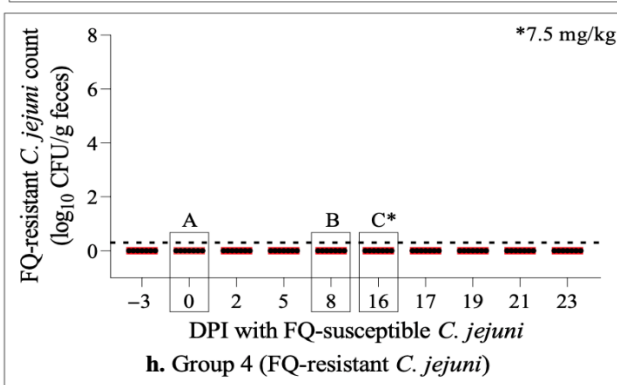 *7.5 mg/kg
FQ-resistant C. jejuni count
(log10 CFU/g feces)
8
6
4
2
0
A B C*
−3 0 2 5 8 16 17 19 21 23
DPI with FQ-susceptible C. jejuni
h. Group 4 (FQ-resistant C. jejuni)